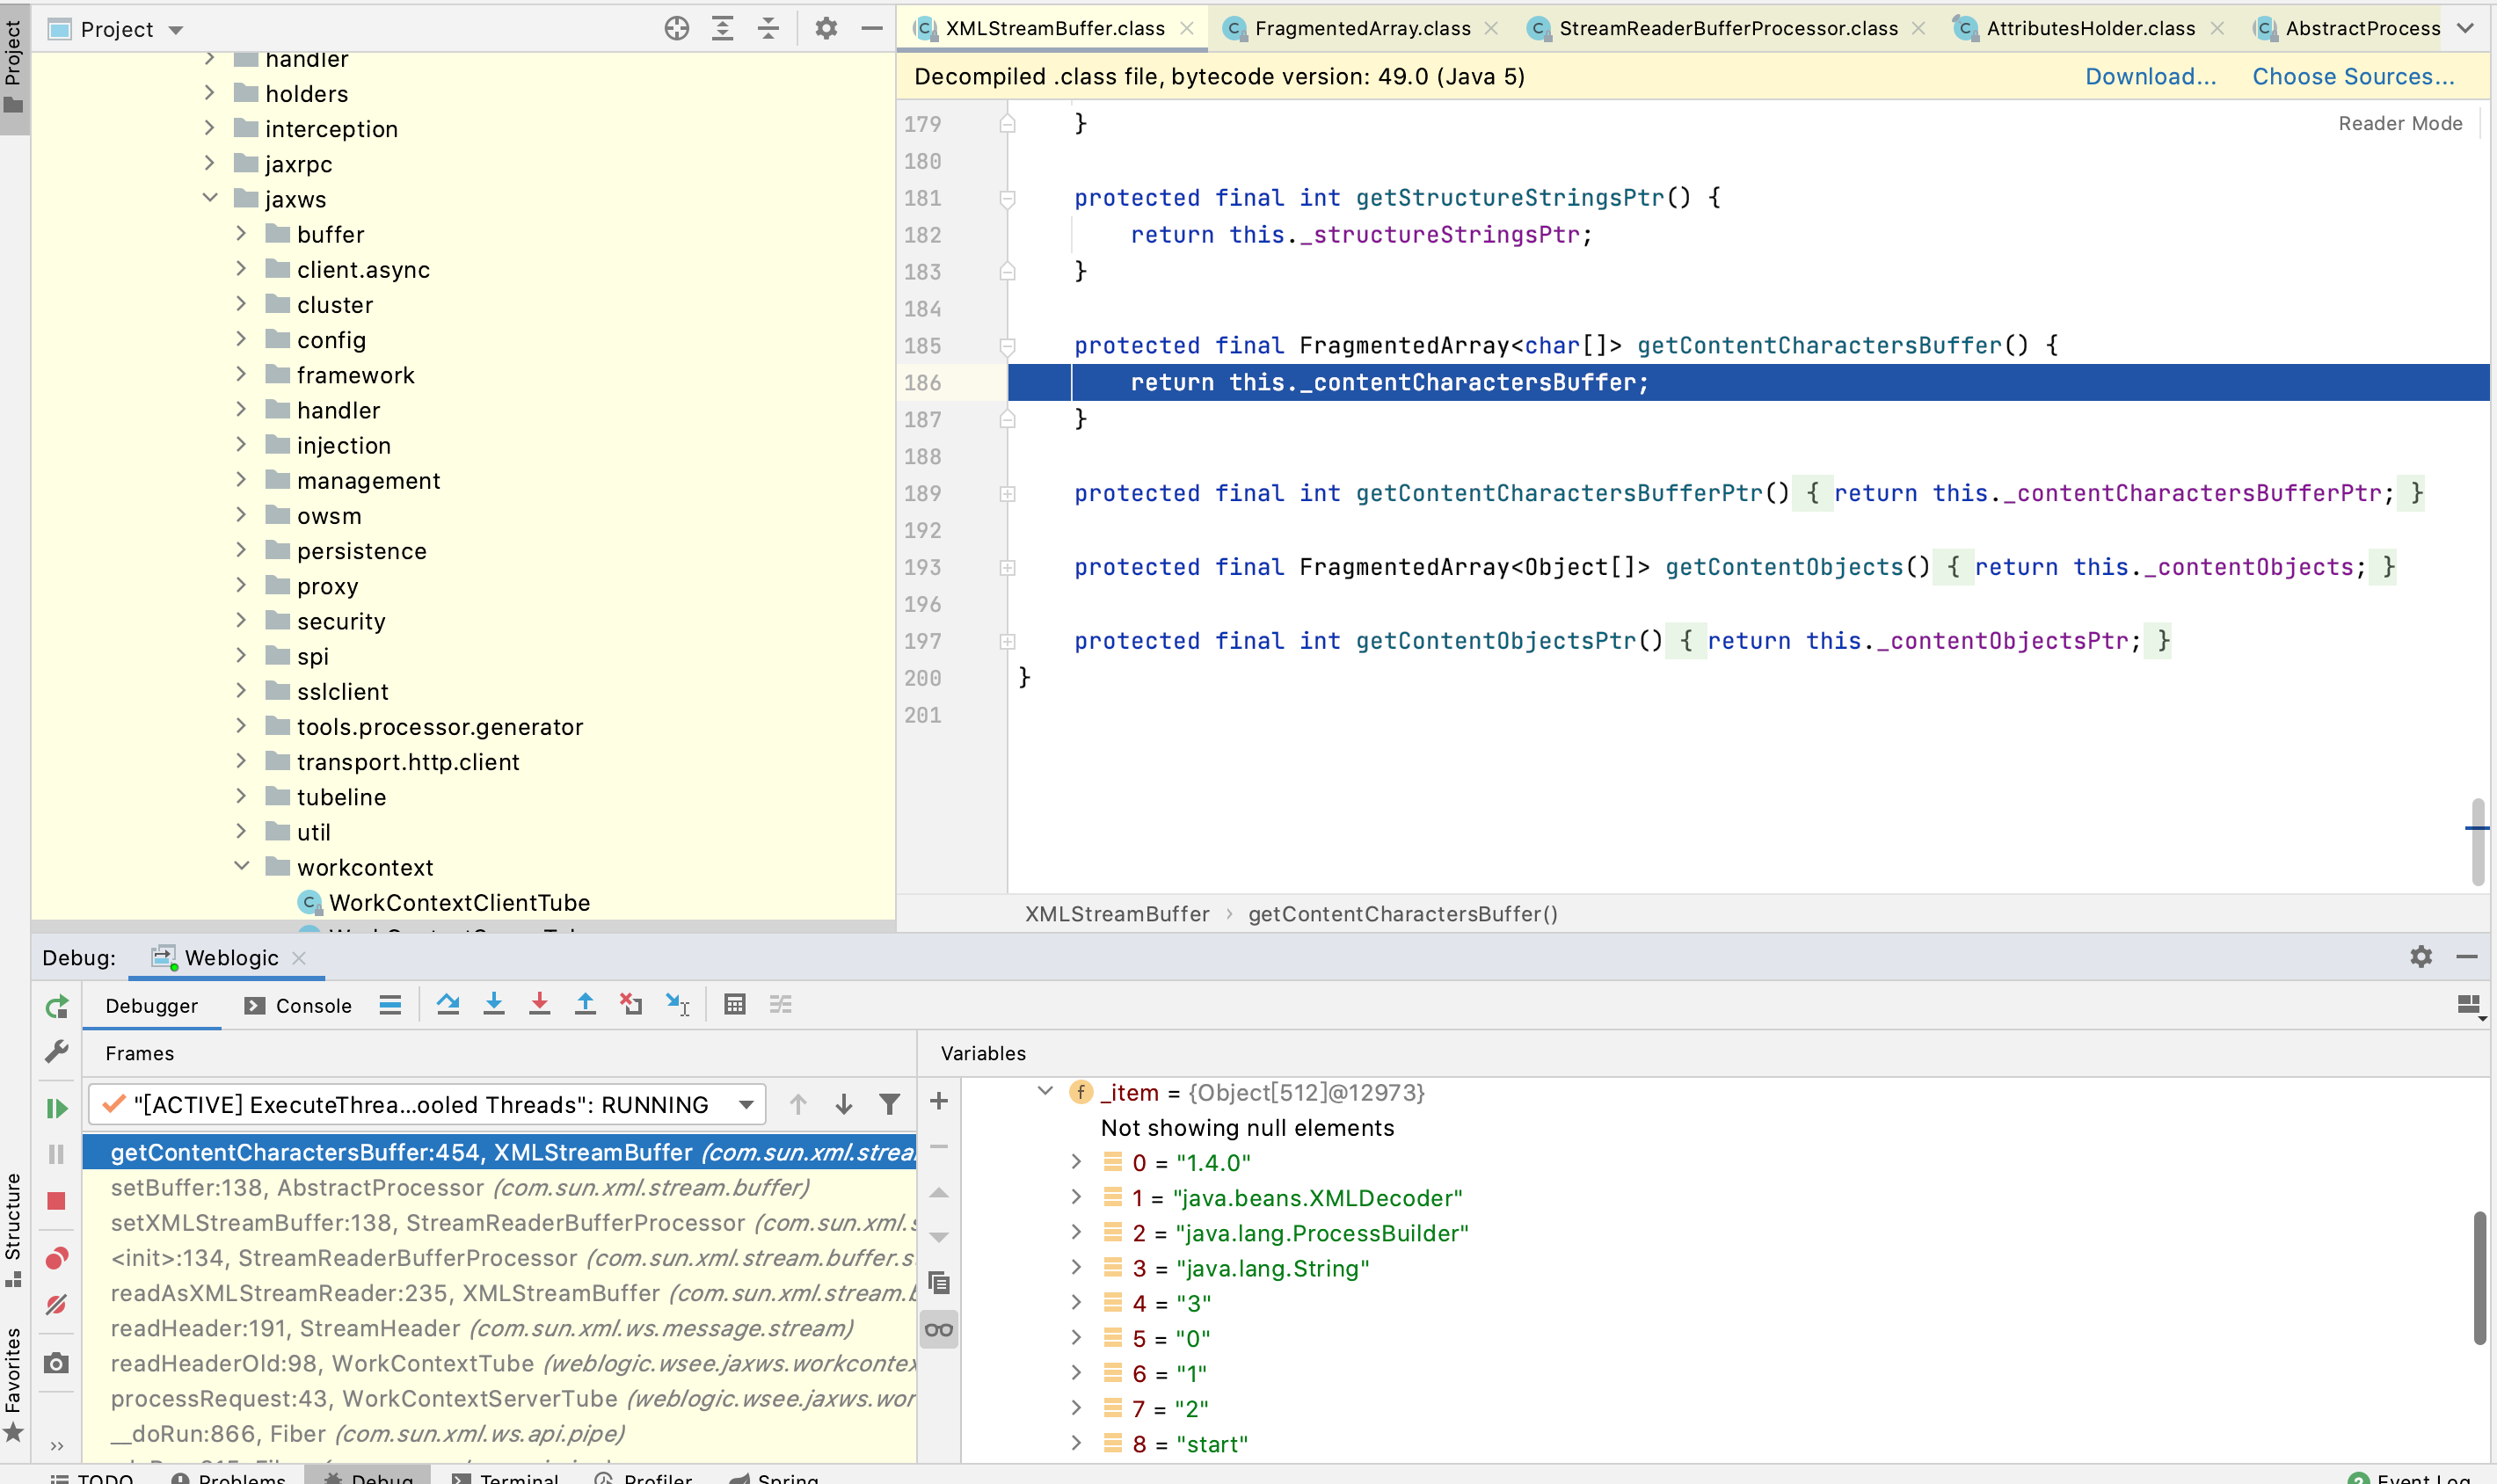 Project
Project
handler
holders
interception
jaxrpc
jaxws
buffer
client.async
cluster
config
framework
handler
injection
management
owsm
persistence
proxy
security
spi
sslclient
tools.processor.generator
transport.http.client
tubeline
util
workcontext
WorkContextClientTube
XMLStreamBuffer.class
FragmentedArray.class
StreamReaderBufferProcessor.class
AttributesHolder.class
AbstractProcess
Decompiled .class file, bytecode version: 49.0 (Java 5)
Download...
Choose Sources...
Reader Mode
179 }
180
181 protected final int getStructureStringsPtr() {
182 return this._structureStringsPtr;
183 }
184
185 protected final FragmentedArray<char[]> getContentCharactersBuffer() {
186 return this._contentCharactersBuffer;
187 }
188
189 protected final int getContentCharactersBufferPtr() { return this._contentCharactersBufferPtr; }
192
193 protected final FragmentedArray<Object[]> getContentObjects() { return this._contentObjects; }
196
197 protected final int getContentObjectsPtr() { return this._contentObjectsPtr; }
200 }
201
XMLStreamBuffer › getContentCharactersBuffer()
Debug: Weblogic
Debugger
Console
Frames
"[ACTIVE] ExecuteThrea...ooled Threads": RUNNING
getContentCharactersBuffer:454, XMLStreamBuffer (com.sun.xml.strea
setBuffer:138, AbstractProcessor (com.sun.xml.stream.buffer)
setXMLStreamBuffer:138, StreamReaderBufferProcessor (com.sun.xml.s
<init>:134, StreamReaderBufferProcessor (com.sun.xml.stream.buffer.s
readAsXMLStreamReader:235, XMLStreamBuffer (com.sun.xml.stream.b
readHeader:191, StreamHeader (com.sun.xml.ws.message.stream)
readHeaderOld:98, WorkContextTube (weblogic.wsee.jaxws.workcontex
processRequest:43, WorkContextServerTube (weblogic.wsee.jaxws.wor
__doRun:866, Fiber (com.sun.xml.ws.api.pipe)
Variables
_item = {Object[512]@12973}
Not showing null elements
0 = "1.4.0"
1 = "java.beans.XMLDecoder"
2 = "java.lang.ProcessBuilder"
3 = "java.lang.String"
4 = "3"
5 = "0"
6 = "1"
7 = "2"
8 = "start"
Structure
Favorites
TODO
Problems
Debug
Terminal
Profiler
Spring
2 Event Log